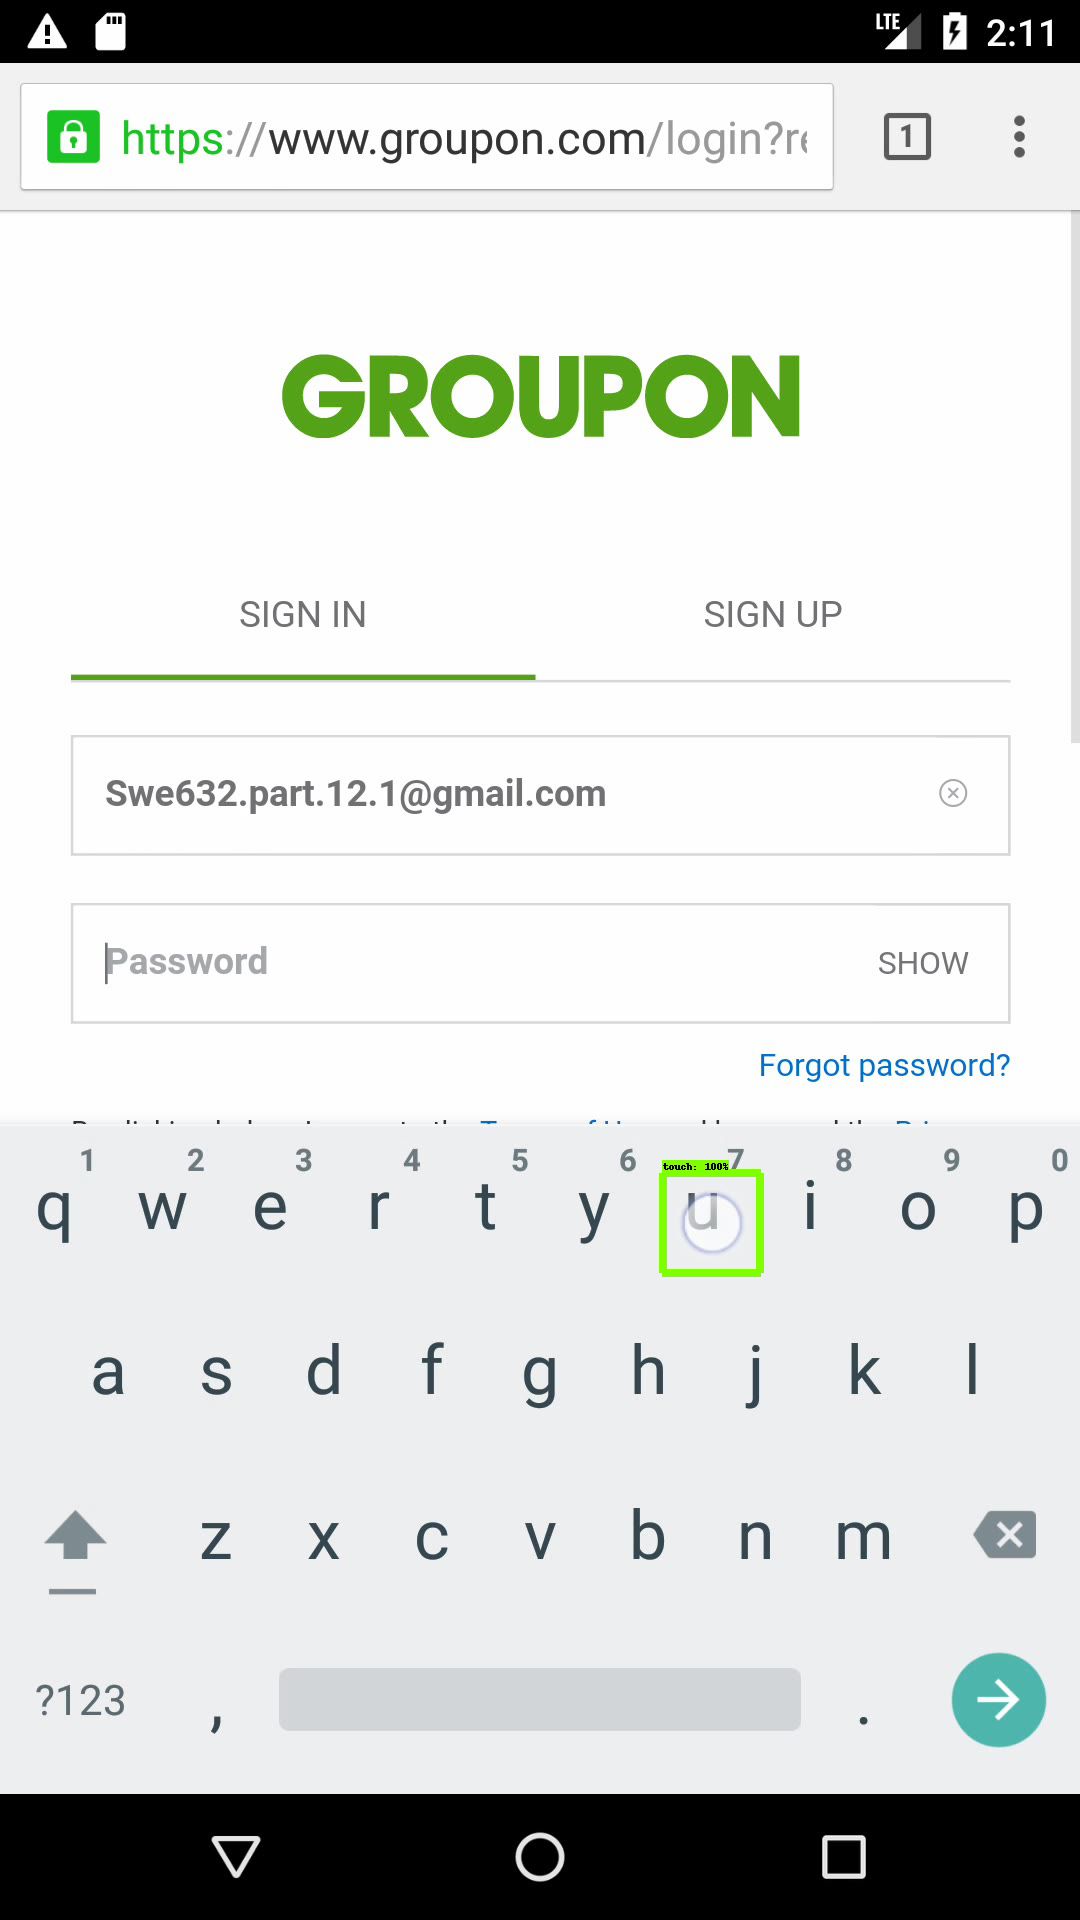 LTE 2:11
https://www.groupon.com/login?re
1
GROUPON
SIGN IN SIGN UP
Swe632.part.12.1@gmail.com
Password SHOW
Forgot password?
touch: 100%
1 2 3 4 5 6 7 8 9 0
q w e r t y u i o p
a s d f g h j k l
z x c v b n m
?123 , .